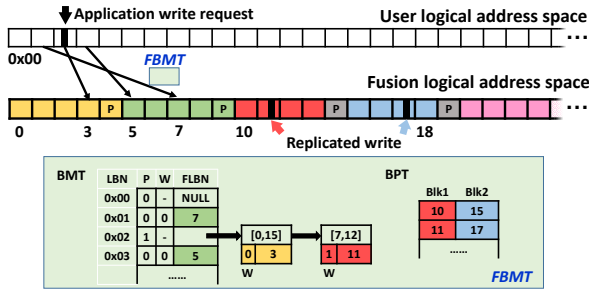 Application write request
User logical address space
...
0x00
FBMT
Fusion logical address space
P P P P
...
0 3 5 7 10 18
Replicated write
BMT
LBN P W FLBN
0x00 0 - NULL
0x01 0 0 7
0x02 1 -
0x03 0 0 5
......
[0,15]
0 3
W
[7,12]
1 11
W
BPT
Blk1 Blk2
10 15
11 17
......
FBMT